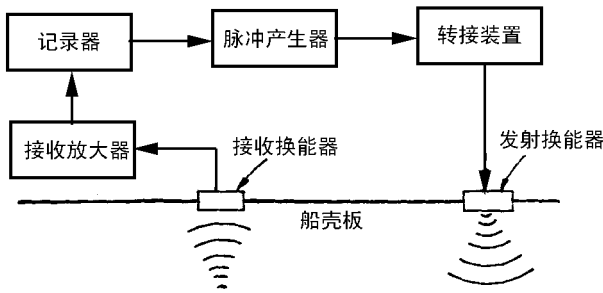 记录器
脉冲产生器
转接装置
接收放大器
接收换能器
发射换能器
船壳板